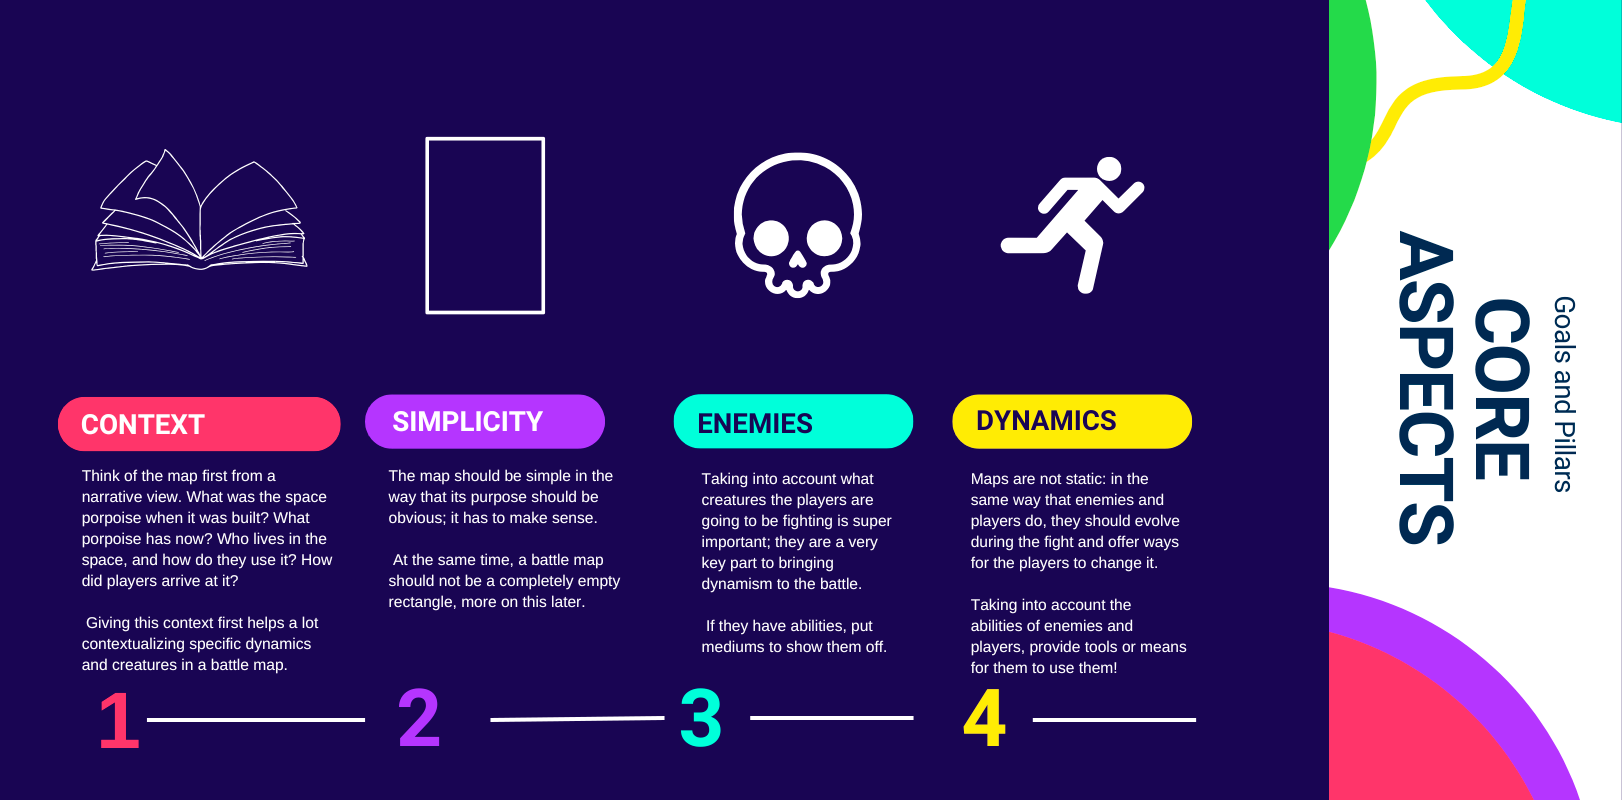 CONTEXT
Think of the map first from a
narrative view. What was the space
porpoise when it was built? What
porpoise has now? Who lives in the
space, and how do they use it? How
did players arrive at it?
Giving this context first helps a lot
contextualizing specific dynamics
and creatures in a battle map.
1
SIMPLICITY
The map should be simple in the
way that its purpose should be
obvious; it has to make sense.
At the same time, a battle map
should not be a completely empty
rectangle, more on this later.
2
ENEMIES
Taking into account what
creatures the players are
going to be fighting is super
important; they are a very
key part to bringing
dynamism to the battle.
If they have abilities, put
mediums to show them off.
3
DYNAMICS
Maps are not static: in the
same way that enemies and
players do, they should evolve
during the fight and offer ways
for the players to change it.
Taking into account the
abilities of enemies and
players, provide tools or means
for them to use them!
4
Goals and Pillars
CORE
ASPECTS